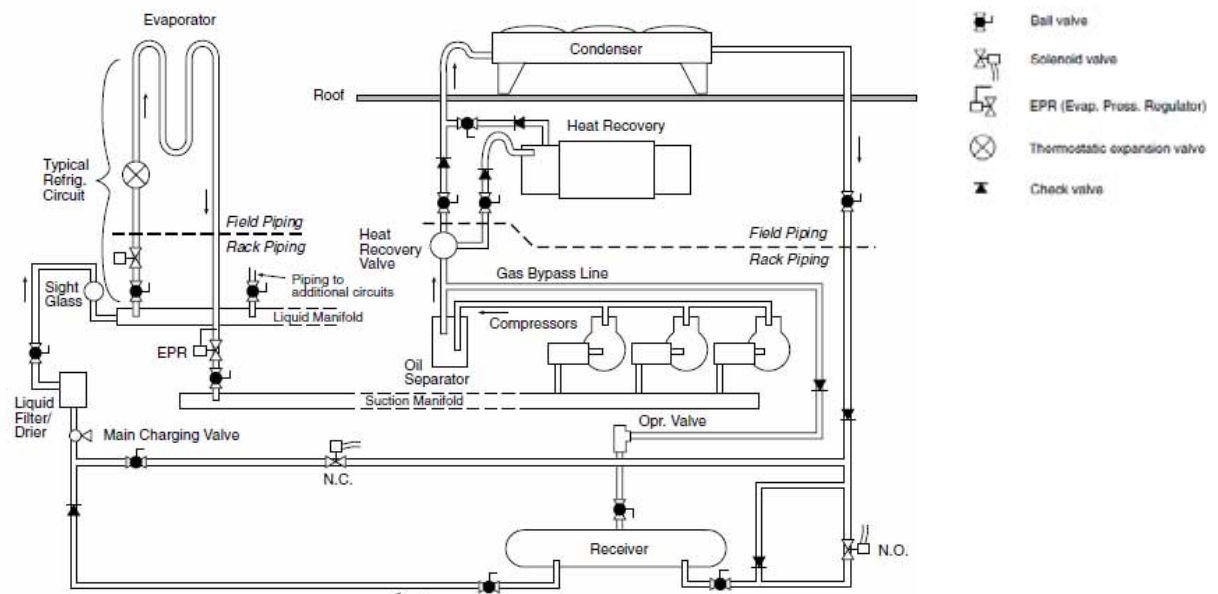 Evaporator
Condenser
Roof
Heat Recovery
Typical
Refrig.
Circuit
Field Piping
Rack Piping
Heat
Recovery
Valve
Field Piping
Rack Piping
Gas Bypass Line
Sight
Glass
Piping to
additional circuits
Liquid Manifold
Compressors
EPR
Oil
Separator
Suction Manifold
Liquid
Filter/
Drier
Main Charging Valve
Opr. Valve
N.C.
Receiver
N.O.
Ball valve
Solenoid valve
EPR (Evap. Press. Regulator)
Thermostatic expansion valve
Check valve